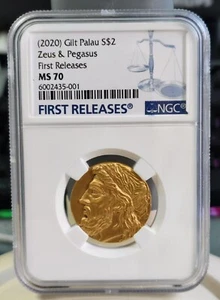 (2020) Gilt Palau S$2
Zeus & Pegasus
First Releases
MS 70
6002435-001
FIRST RELEASES®
NGC®